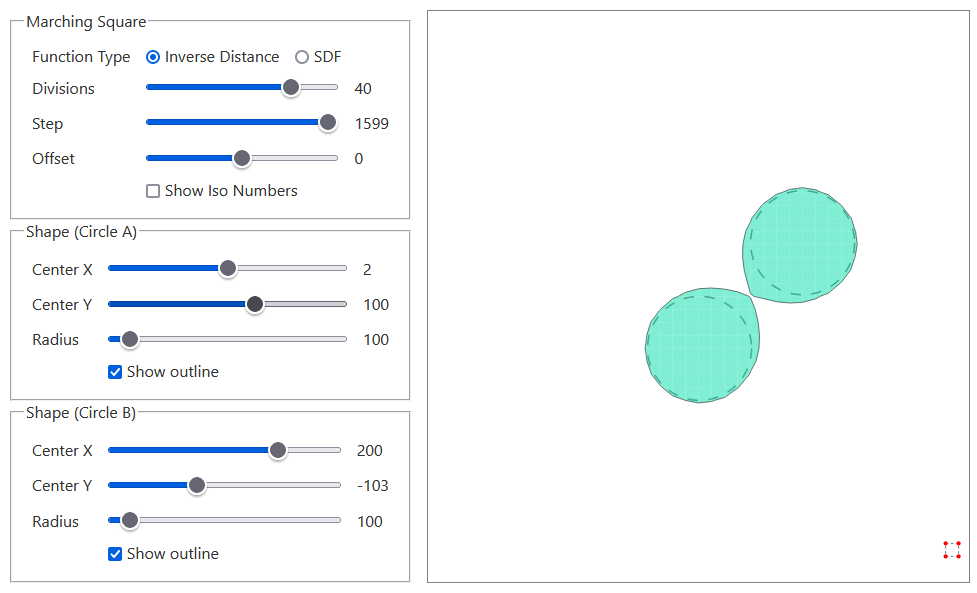 Marching Square
Function Type Inverse Distance SDF
Divisions 40
Step 1599
Offset 0
Show Iso Numbers
Shape (Circle A)
Center X 2
Center Y 100
Radius 100
Show outline
Shape (Circle B)
Center X 200
Center Y -103
Radius 100
Show outline